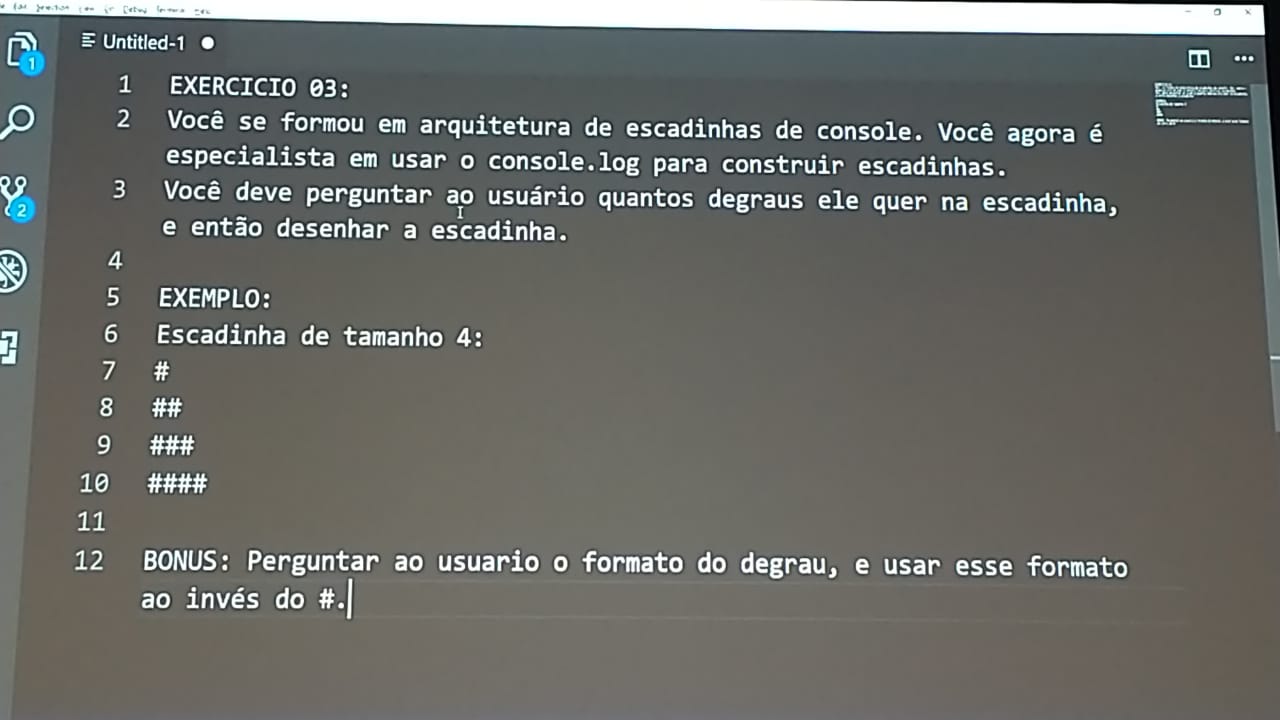 Untitled-1
1 EXERCICIO 03:
2 Você se formou em arquitetura de escadinhas de console. Você agora é
especialista em usar o console.log para construir escadinhas.
3 Você deve perguntar ao usuário quantos degraus ele quer na escadinha,
e então desenhar a escadinha.
4
5 EXEMPLO:
6 Escadinha de tamanho 4:
7 #
8 ##
9 ###
10 ####
11
12 BONUS: Perguntar ao usuario o formato do degrau, e usar esse formato
ao invés do #.
1
2